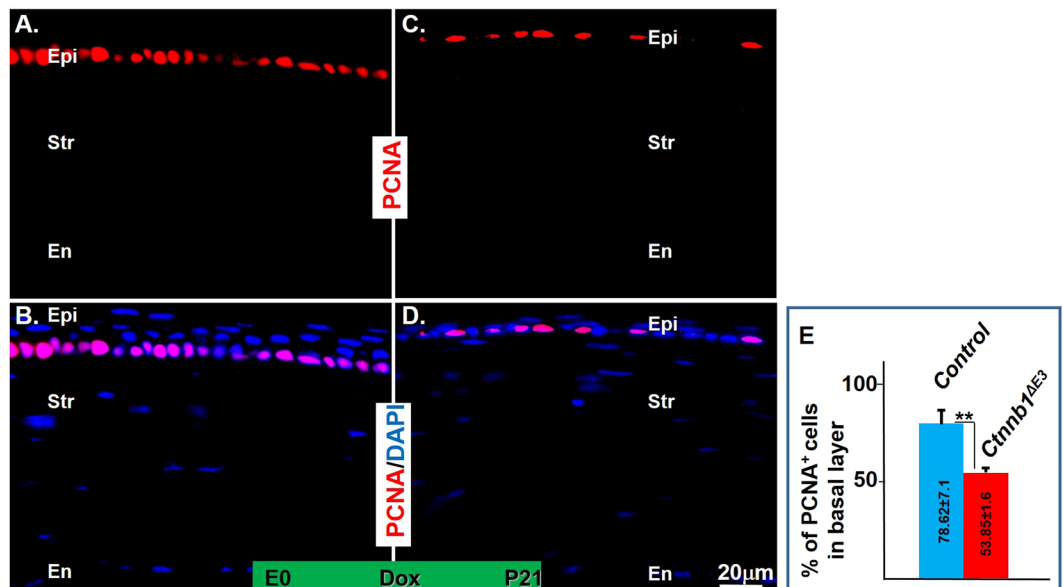 A.
Epi
Str
En
C.
Epi
Str
En
PCNA
B.
Epi
Str
En
D.
Epi
Str
En
PCNA/DAPI
E0 Dox P21
20μm
E
% of PCNA⁺ cells
in basal layer
100
50
Control
**
Ctnnb1ΔE3
78.62±7.1
53.85±1.6